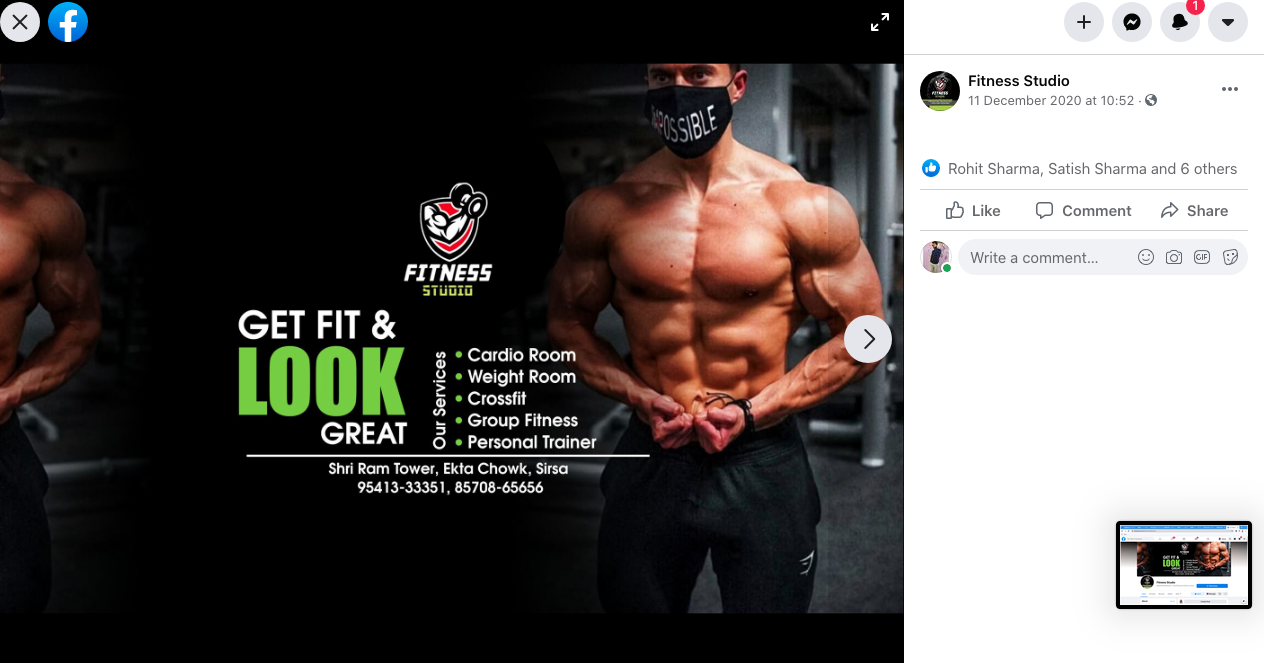 1
Fitness Studio
11 December 2020 at 10:52 ·
Rohit Sharma, Satish Sharma and 6 others
Like
Comment
Share
Write a comment...
GIF
FITNESS
STUDIO
GET FIT &
LOOK
GREAT
Our Services
• Cardio Room
• Weight Room
• Crossfit
• Group Fitness
• Personal Trainer
Shri Ram Tower, Ekta Chowk, Sirsa
95413-33351, 85708-65656